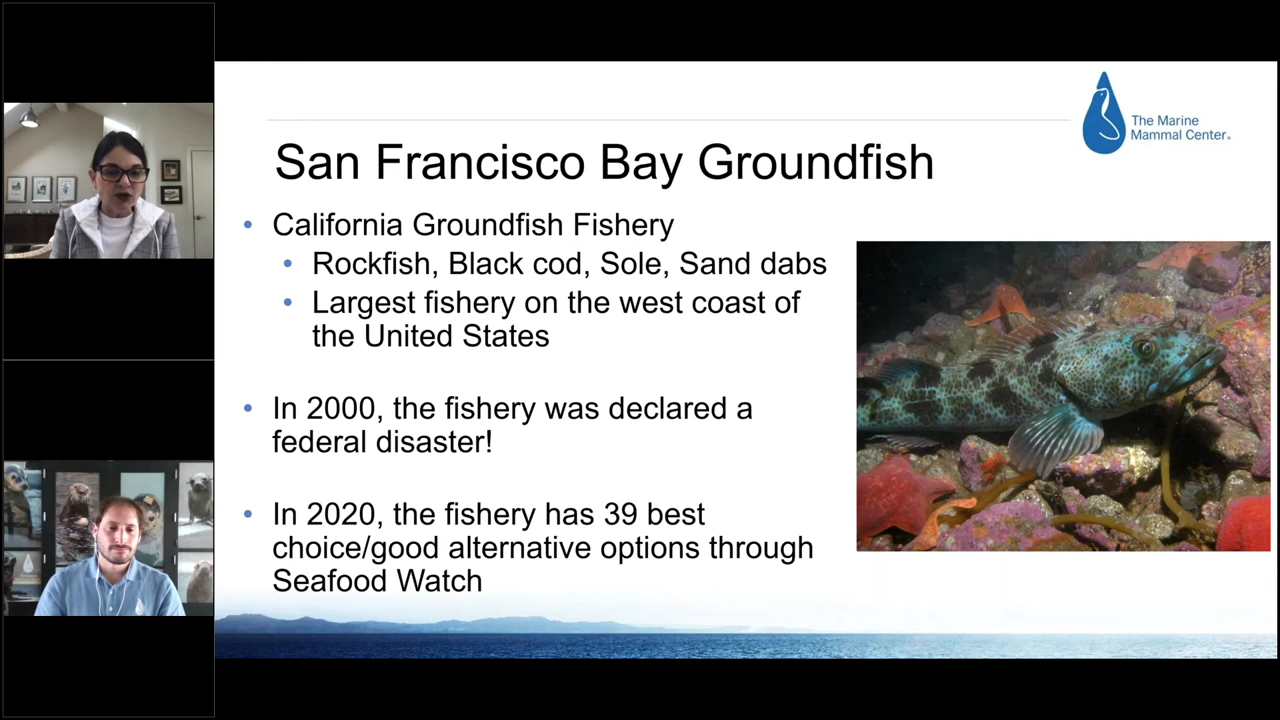 The Marine
Mammal Center®
San Francisco Bay Groundfish
• California Groundfish Fishery
• Rockfish, Black cod, Sole, Sand dabs
• Largest fishery on the west coast of
the United States
• In 2000, the fishery was declared a
federal disaster!
• In 2020, the fishery has 39 best
choice/good alternative options through
Seafood Watch